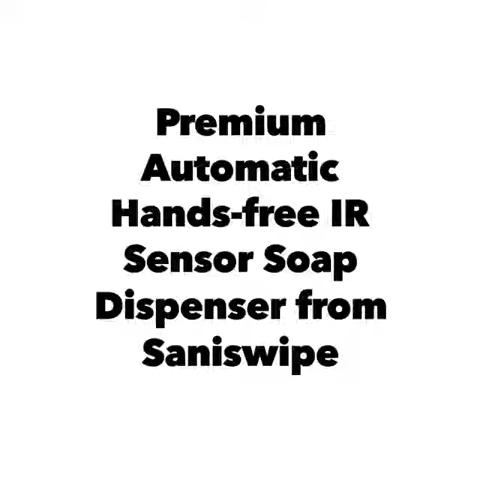 Premium
Automatic
Hands-free IR
Sensor Soap
Dispenser from
Saniswipe